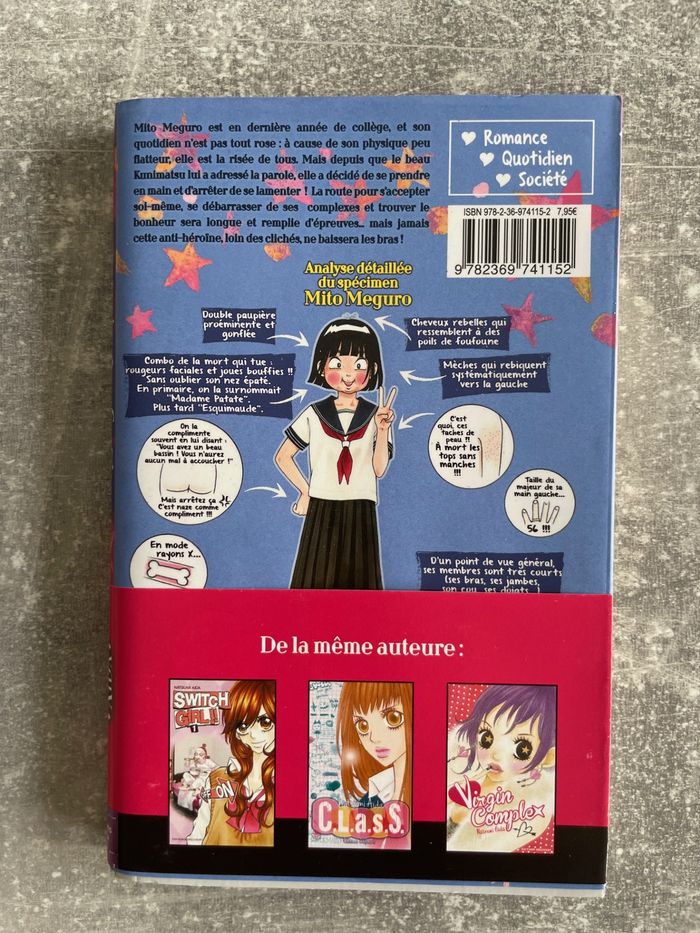 Mito Meguro est en dernière année de collège, et son
quotidien n'est pas tout rose : à cause de son physique peu
flatteur, elle est la risée de tous. Mais depuis que le beau
Kunimatsu lui a adressé la parole, elle a décidé de se prendre
en main et d'arrêter de se lamenter ! La route pour s'accepter
soi-même, se débarrasser de ses complexes et trouver le
bonheur sera longue et remplie d'épreuves... mais jamais
cette anti-héroïne, loin des clichés, ne baissera les bras !
Romance
Quotidien
Société
ISBN 978-2-36-974115-2 7,95€
9 782369 741152
Analyse détaillée
du spécimen
Mito Meguro
Double paupière
proéminente et
gonflée
Cheveux rebelles qui
ressemblent à des
poils de foufoune
Combo de la mort qui tue :
rougeurs faciales et joues bouffies !!
Sans oublier son nez épaté.
En primaire, on la surnommait
"Madame Patate".
Plus tard "Esquimaude".
Mèches qui rebiquent
systématiquement
vers la gauche
On la
complimente
souvent en lui disant :
"Vous avez un beau
bassin ! Vous n'aurez
aucun mal à accoucher !"
Mais arrêtez ça
C'est naze comme
compliment !!!
C'est
quoi, ces
taches de
peau !!
À mort les
tops sans
manches
!!!
Taille du
majeur de sa
main gauche...
56 !!!
En mode
rayons X...
D'un point de vue général,
ses membres sont très courts
(ses bras, ses jambes,
son cou, ses doigts...)
De la même auteure :
NATSUMI AIDA
SWITCH
GIRL!!
1
ON
Natsumi Aida
C.L.a.s.S.
Virgin
Complex
Natsumi Aida